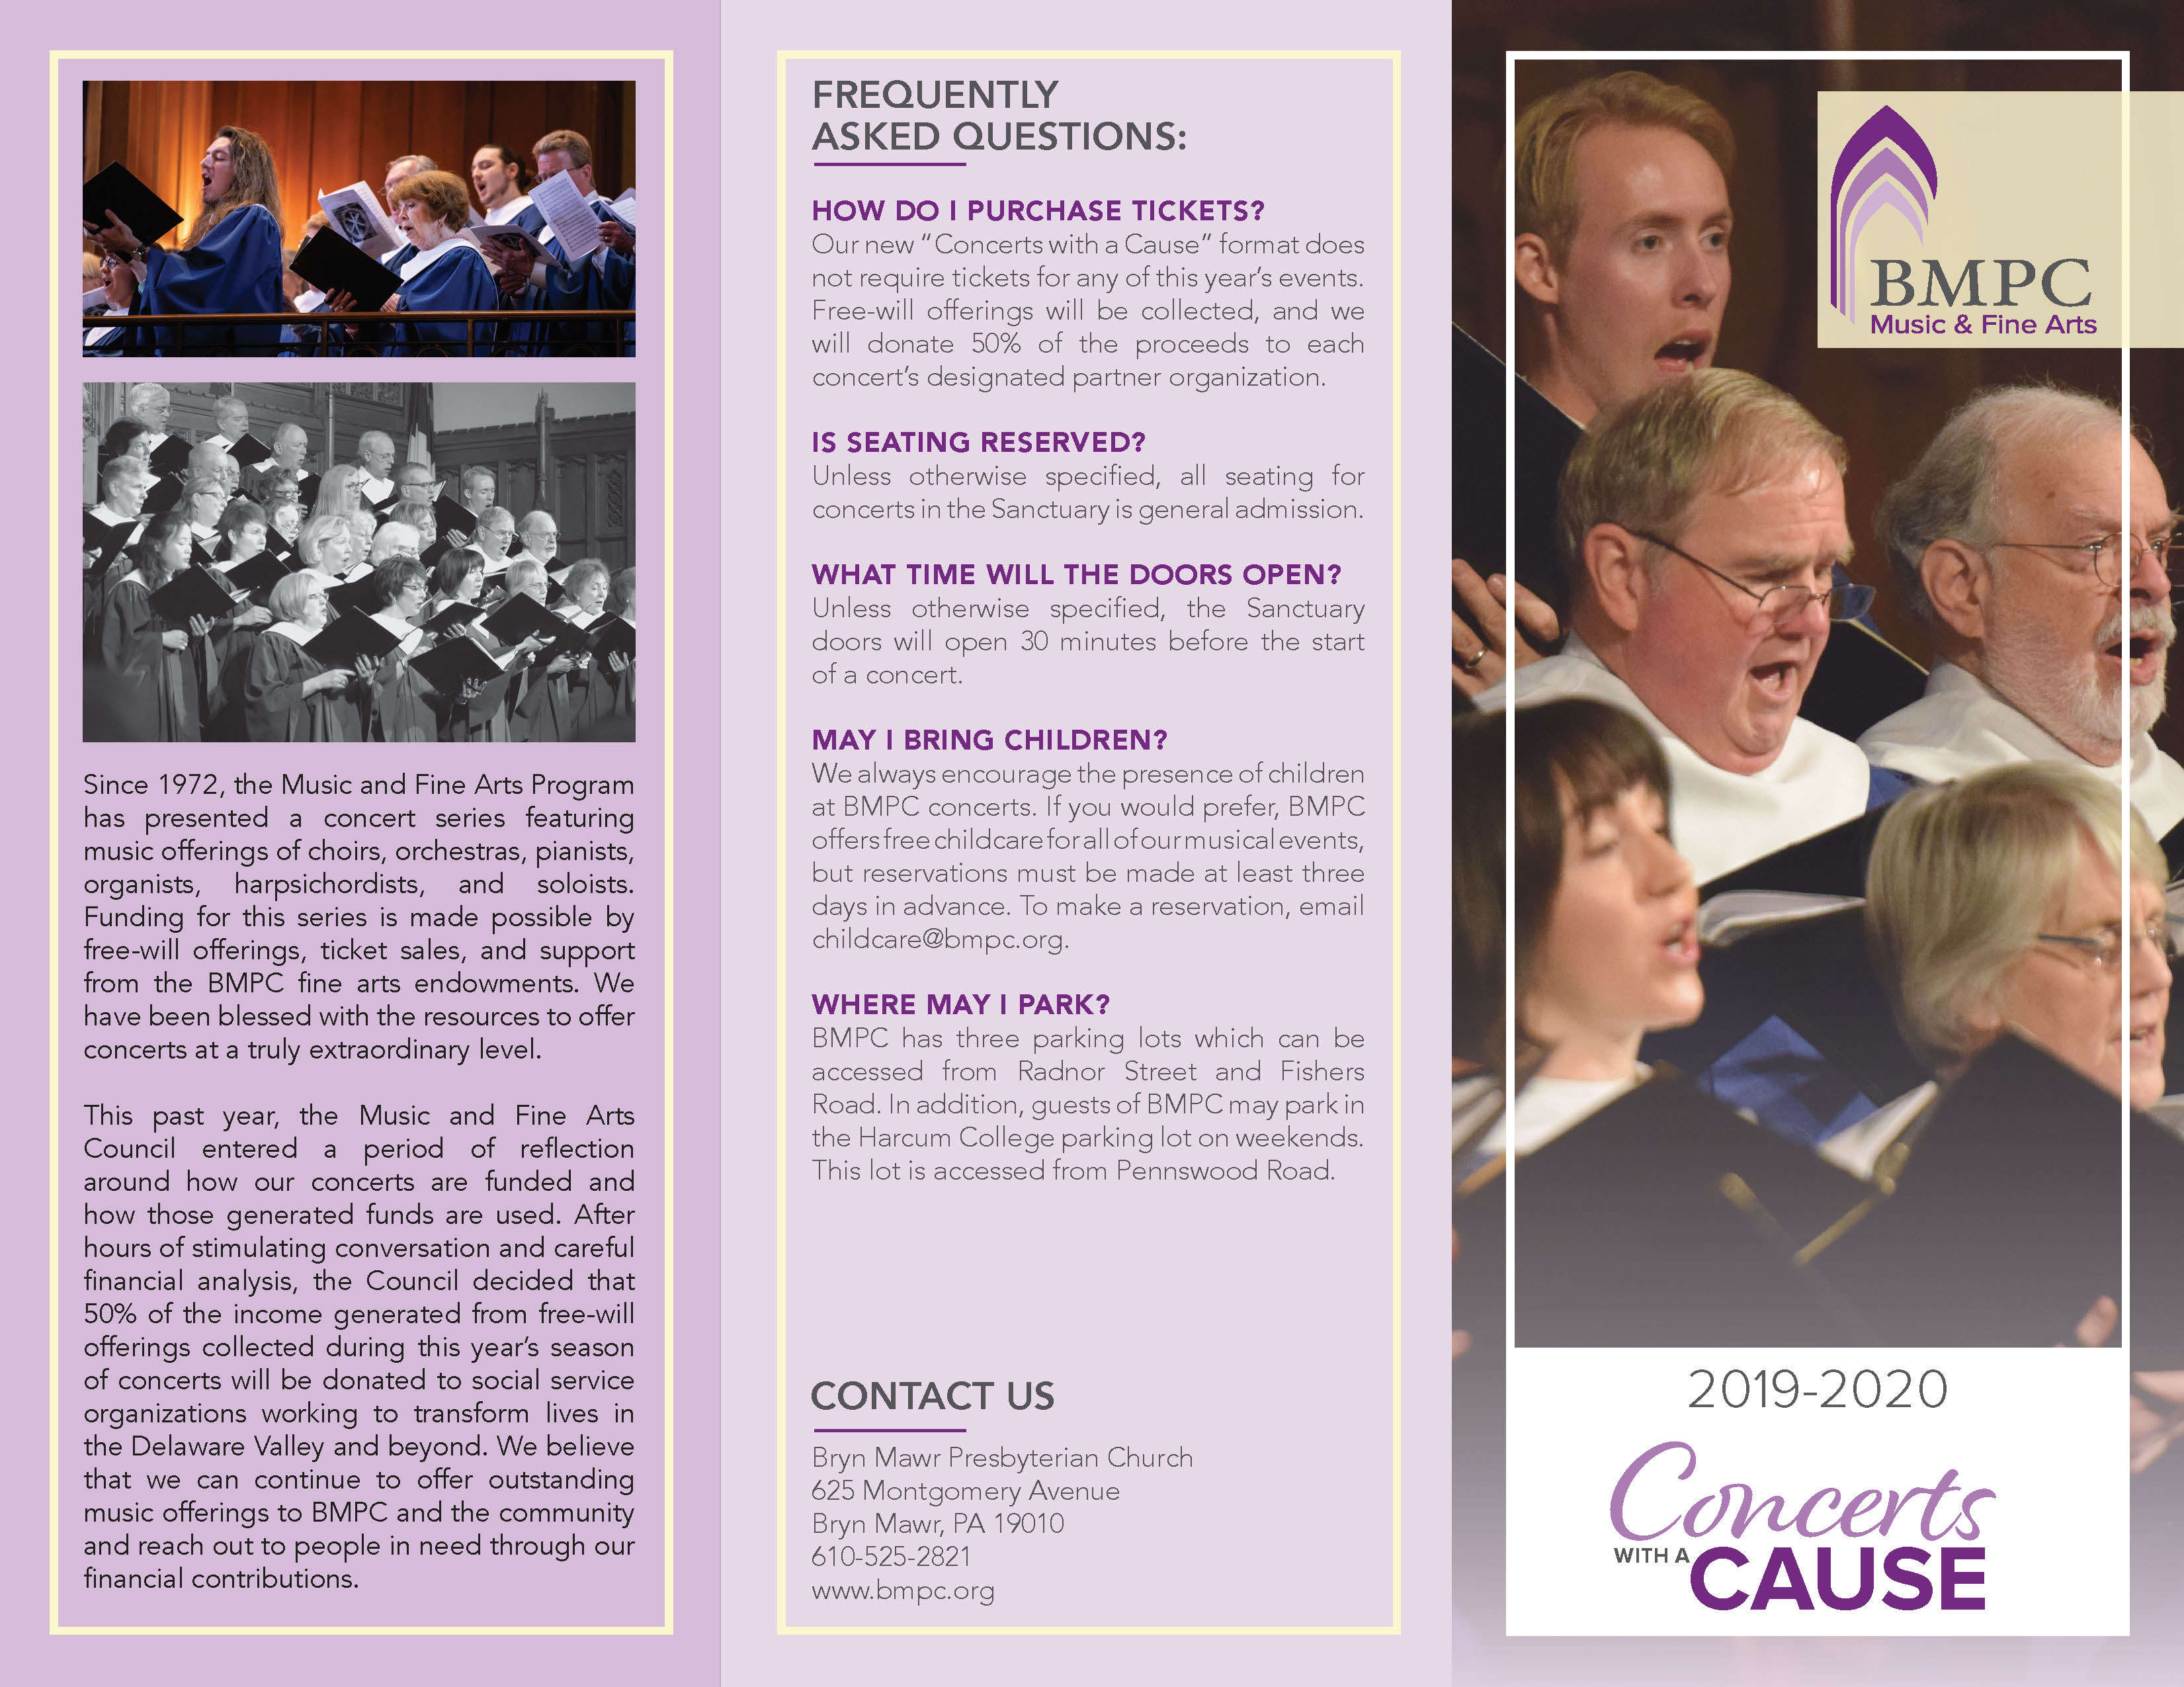 Since 1972, the Music and Fine Arts Program
has presented a concert series featuring
music offerings of choirs, orchestras, pianists,
organists, harpsichordists, and soloists.
Funding for this series is made possible by
free-will offerings, ticket sales, and support
from the BMPC fine arts endowments. We
have been blessed with the resources to offer
concerts at a truly extraordinary level.
This past year, the Music and Fine Arts
Council entered a period of reflection
around how our concerts are funded and
how those generated funds are used. After
hours of stimulating conversation and careful
financial analysis, the Council decided that
50% of the income generated from free-will
offerings collected during this year's season
of concerts will be donated to social service
organizations working to transform lives in
the Delaware Valley and beyond. We believe
that we can continue to offer outstanding
music offerings to BMPC and the community
and reach out to people in need through our
financial contributions.
FREQUENTLY
ASKED QUESTIONS:
HOW DO I PURCHASE TICKETS?
Our new "Concerts with a Cause" format does
not require tickets for any of this year's events.
Free-will offerings will be collected, and we
will donate 50% of the proceeds to each
concert's designated partner organization.
IS SEATING RESERVED?
Unless otherwise specified, all seating for
concerts in the Sanctuary is general admission.
WHAT TIME WILL THE DOORS OPEN?
Unless otherwise specified, the Sanctuary
doors will open 30 minutes before the start
of a concert.
MAY I BRING CHILDREN?
We always encourage the presence of children
at BMPC concerts. If you would prefer, BMPC
offers free childcare for all of our musical events,
but reservations must be made at least three
days in advance. To make a reservation, email
childcare@bmpc.org.
WHERE MAY I PARK?
BMPC has three parking lots which can be
accessed from Radnor Street and Fishers
Road. In addition, guests of BMPC may park in
the Harcum College parking lot on weekends.
This lot is accessed from Pennswood Road.
CONTACT US
Bryn Mawr Presbyterian Church
625 Montgomery Avenue
Bryn Mawr, PA 19010
610-525-2821
www.bmpc.org
BMPC
Music & Fine Arts
2019-2020
Concerts
WITH A
CAUSE